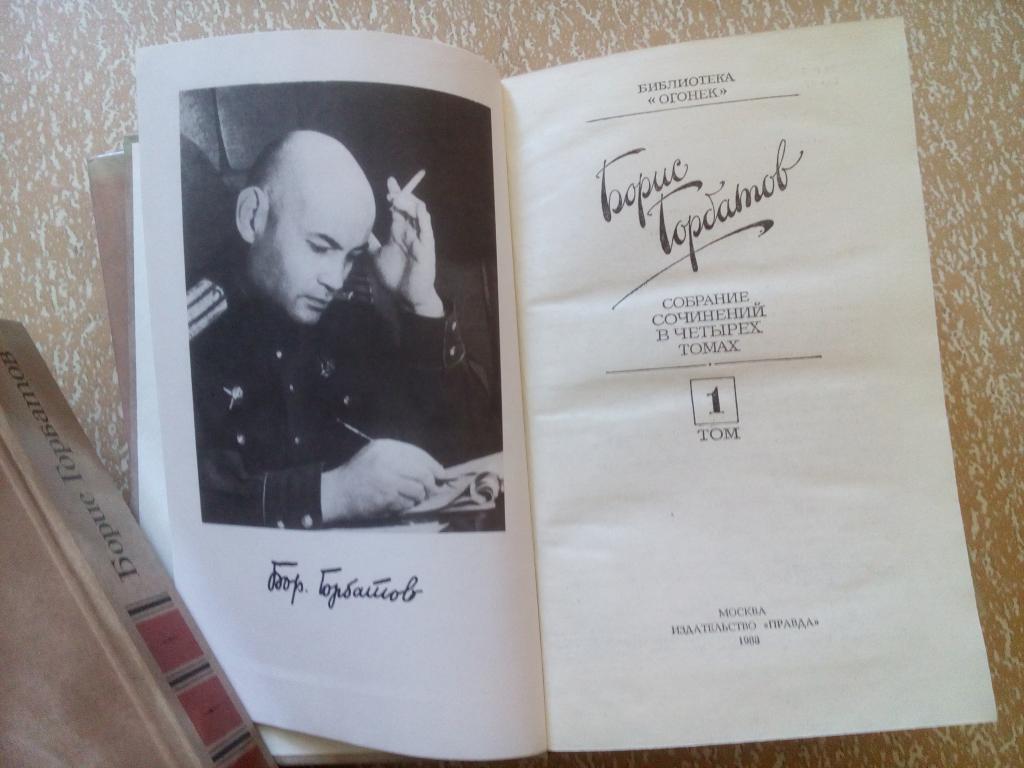 БИБЛИОТЕКА
«ОГОНЕК»
Борис
Горбатов
СОБРАНИЕ
СОЧИНЕНИЙ
В ЧЕТЫРЕХ
ТОМАХ
1
ТОМ
МОСКВА
ИЗДАТЕЛЬСТВО «ПРАВДА»
1988
Бор. Горбатов
Борис Горбатов